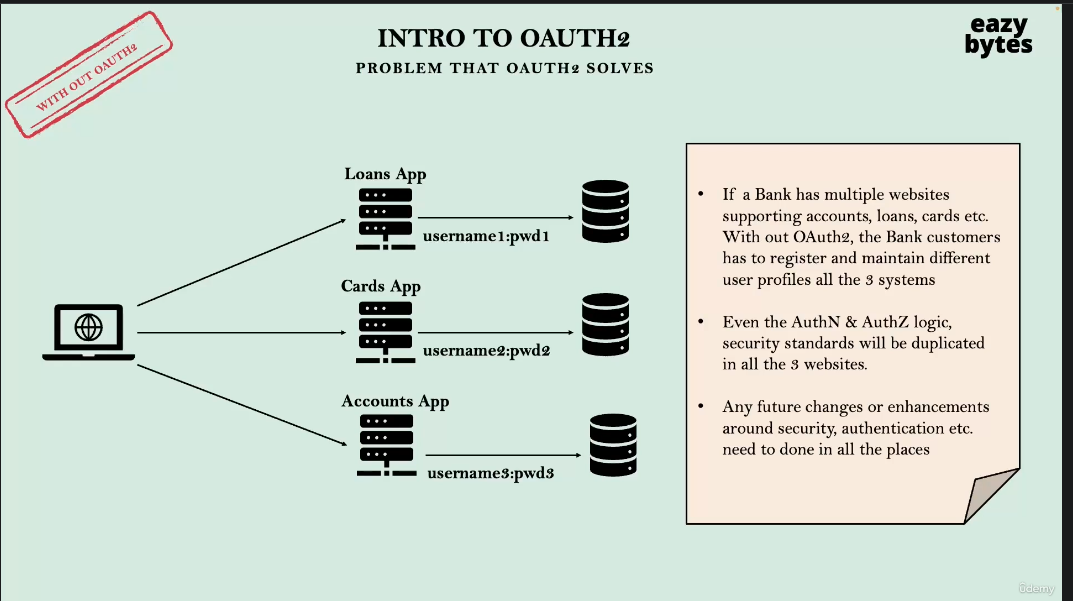 WITH OUT OAUTH2
INTRO TO OAUTH2
PROBLEM THAT OAUTH2 SOLVES
eazy
bytes
Loans App
username1:pwd1
Cards App
username2:pwd2
Accounts App
username3:pwd3
• If a Bank has multiple websites
supporting accounts, loans, cards etc.
With out OAuth2, the Bank customers
has to register and maintain different
user profiles all the 3 systems
• Even the AuthN & AuthZ logic,
security standards will be duplicated
in all the 3 websites.
• Any future changes or enhancements
around security, authentication etc.
need to done in all the places
ûdemy